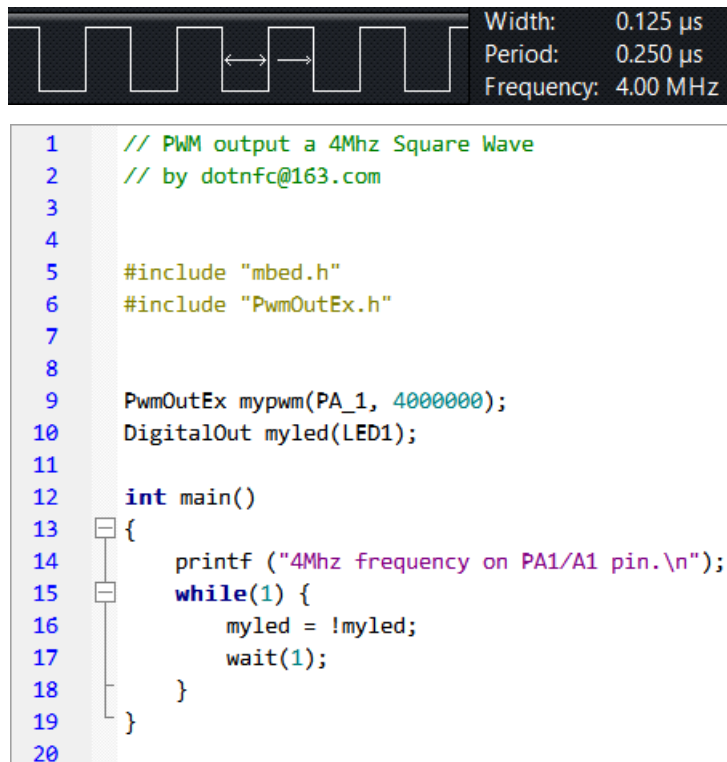 Width: 0.125 µs
Period: 0.250 µs
Frequency: 4.00 MHz
1 // PWM output a 4Mhz Square Wave
2 // by dotnfc@163.com
3
4
5 #include "mbed.h"
6 #include "PwmOutEx.h"
7
8
9 PwmOutEx mypwm(PA_1, 4000000);
10 DigitalOut myled(LED1);
11
12 int main()
13 {
14 printf ("4Mhz frequency on PA1/A1 pin.\n");
15 while(1) {
16 myled = !myled;
17 wait(1);
18 }
19 }
20